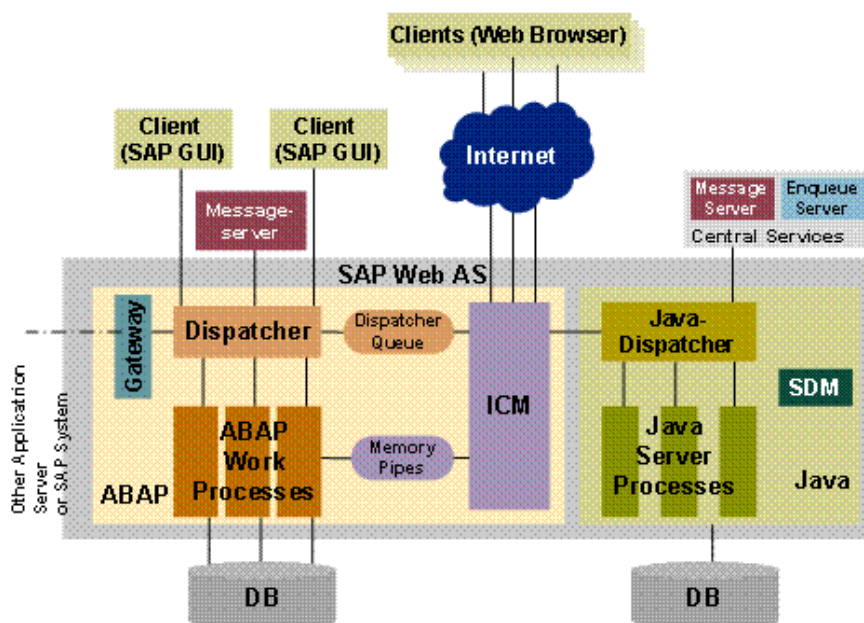 Clients (Web Browser)
Client
(SAP GUI)
Client
(SAP GUI)
Internet
Message-
server
Message
Server
Enqueue
Server
Central Services
SAP Web AS
Gateway
Dispatcher
Dispatcher
Queue
ICM
Java-
Dispatcher
SDM
ABAP
Work
Processes
Memory
Pipes
Java
Server
Processes
ABAP
Java
Other Applicatrion
Server
or SAP System
DB
DB